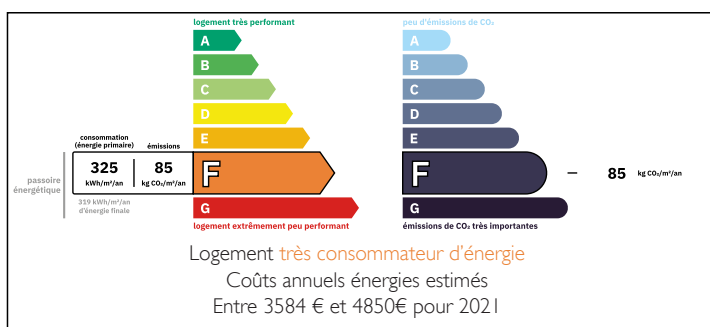 logement très performant
A
B
C
D
E
F
G
logement extrêmement peu performant
consommation
(énergie primaire)
émissions
325
kWh/m²/an
85
kg CO₂/m²/an
passoire
énergétique
319 kWh/m²/an
d'énergie finale
peu d'émissions de CO₂
A
B
C
D
E
F
G
85 kg CO₂/m²/an
émissions de CO₂ très importantes
Logement très consommateur d'énergie
Coûts annuels énergies estimés
Entre 3584 € et 4850€ pour 2021